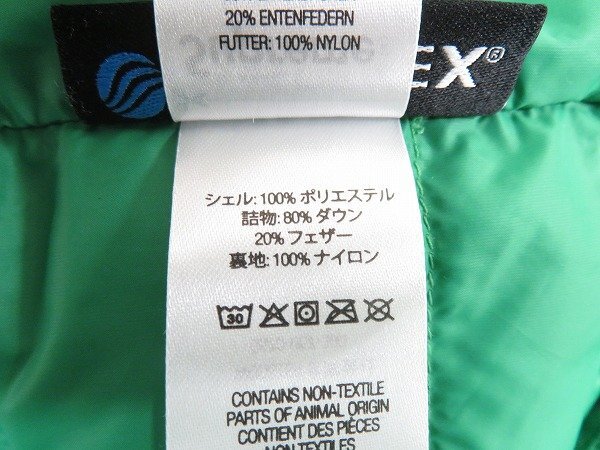 20% ENTENFEDERN
FUTTER: 100% NYLON
EX®
シェル: 100% ポリエステル
詰物: 80% ダウン
20% フェザー
裏地: 100% ナイロン
30
CONTAINS NON-TEXTILE
PARTS OF ANIMAL ORIGIN
CONTIENT DES PIÈCES
NON-TEXTILES